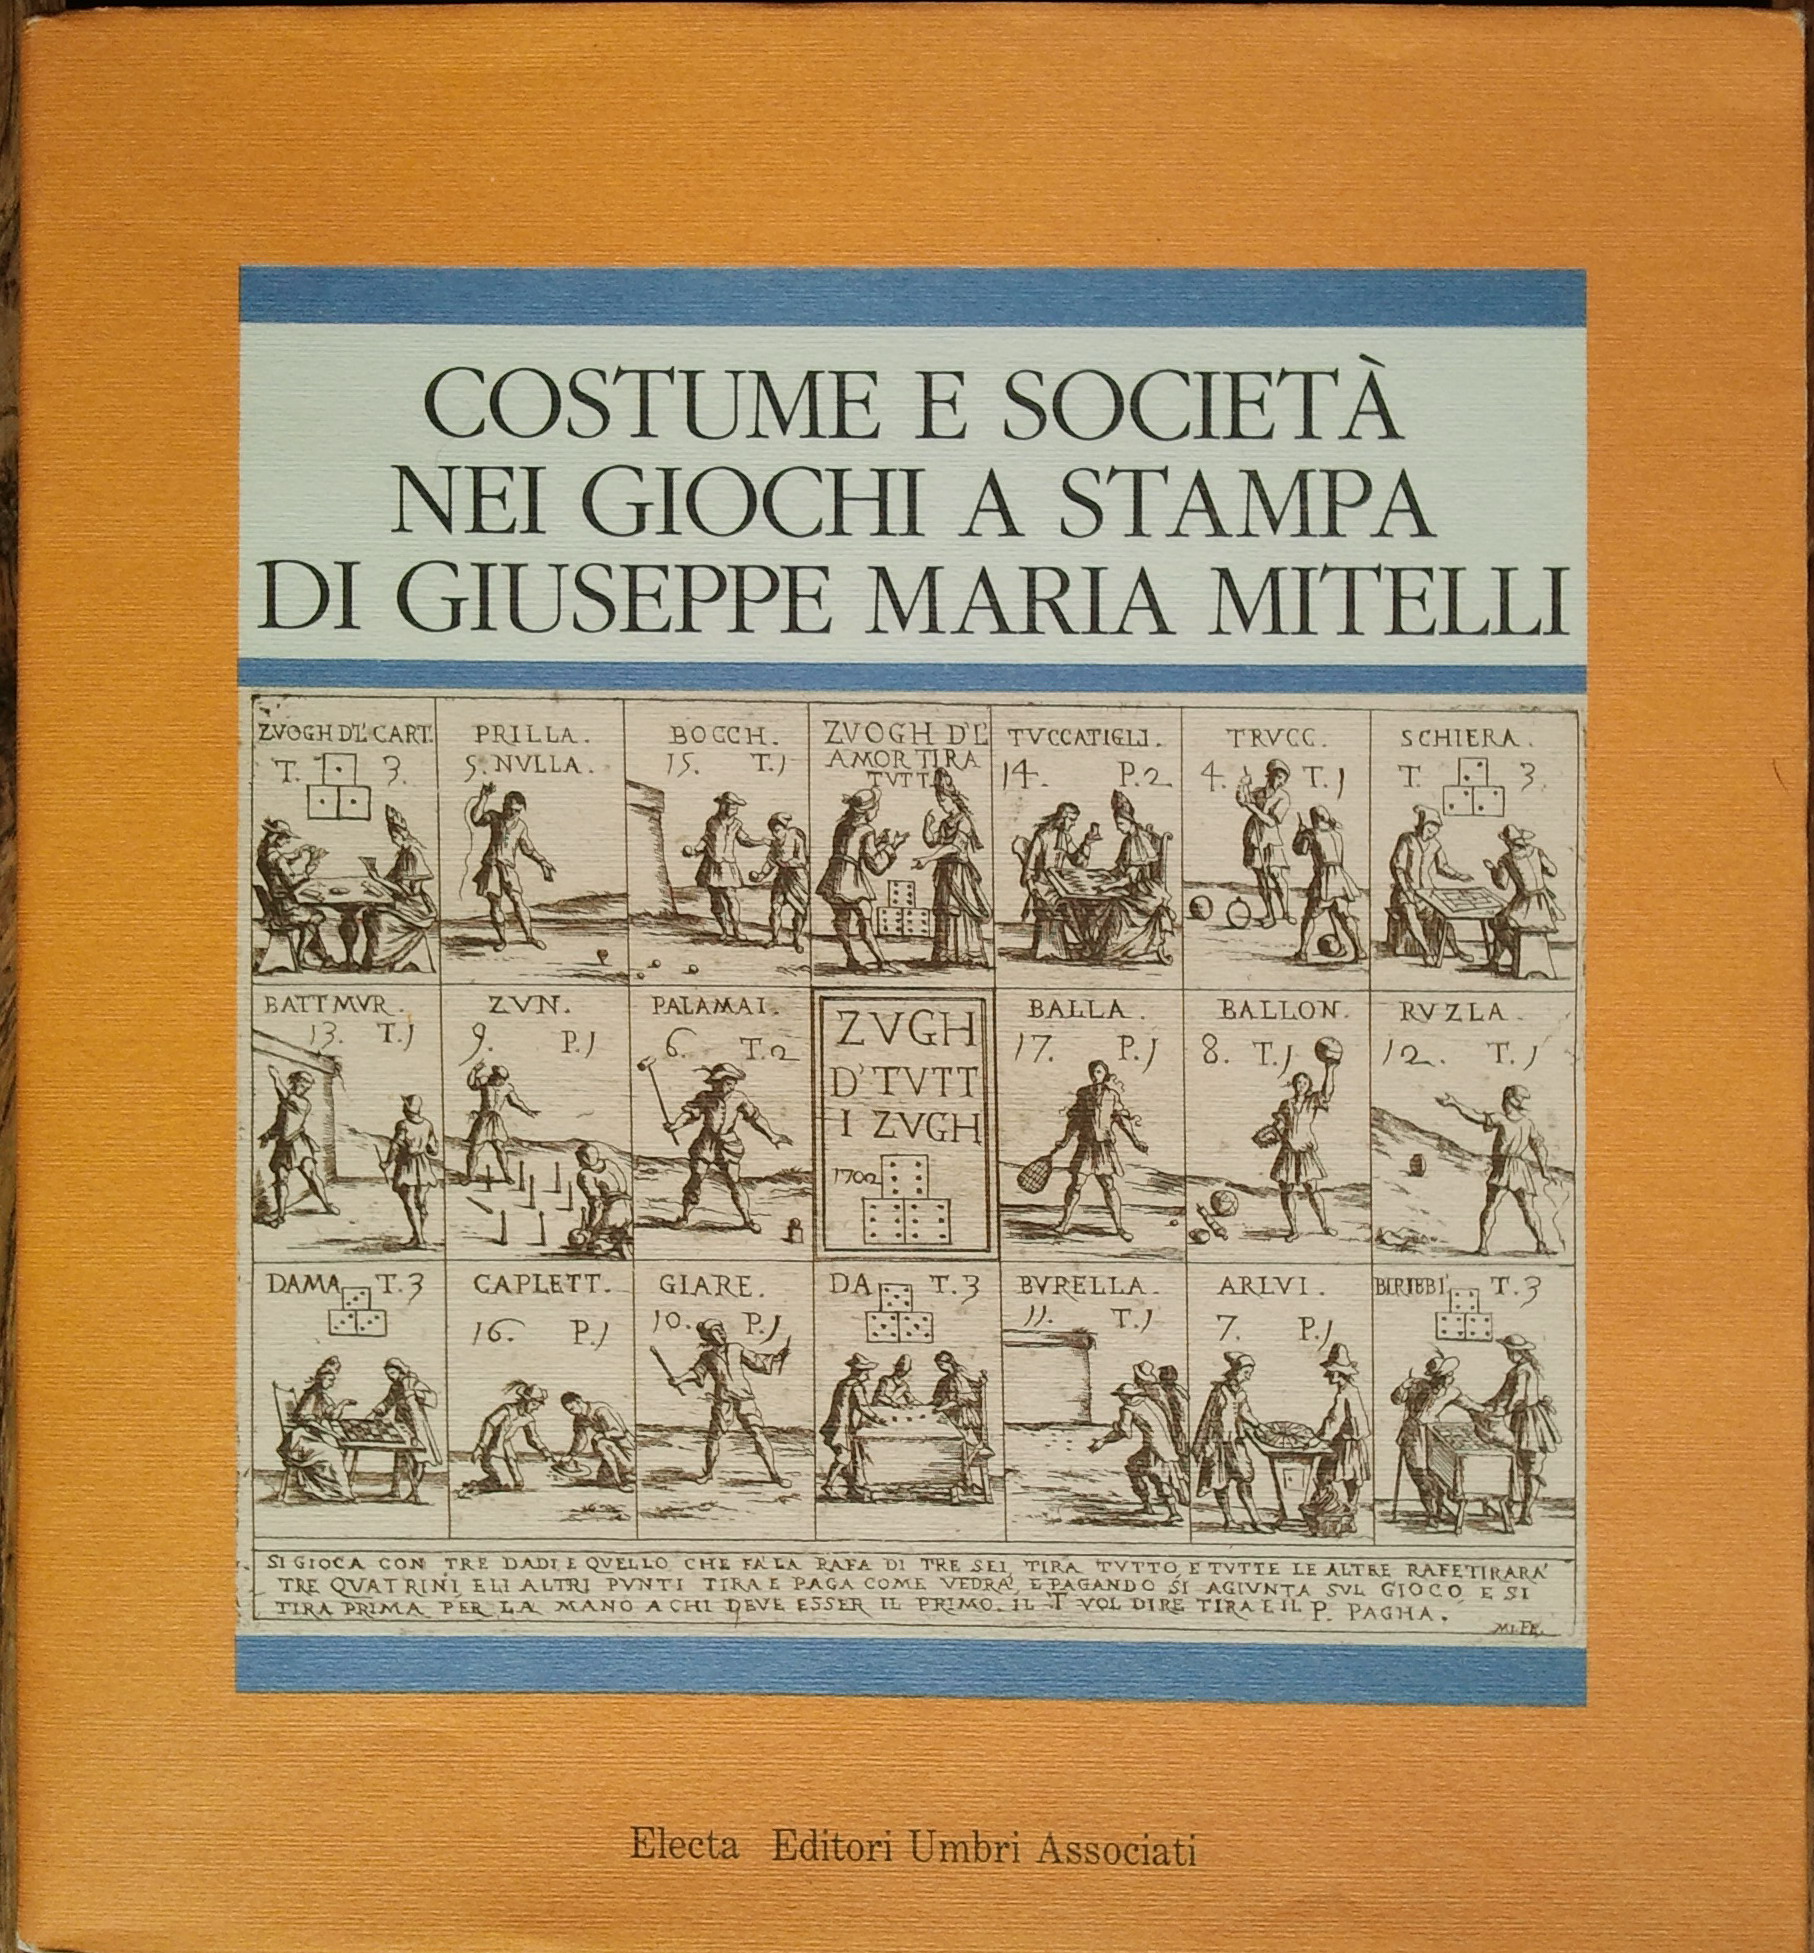 COSTUME E SOCIETÀ
NEI GIOCHI A STAMPA
DI GIUSEPPE MARIA MITELLI
ZVOGH D'L' CART.
T. 3.
PRILLA.
5. NVLLA.
BOCCH.
15. T.1
ZVOGH D'L'
AMOR TIRA
TVTT
TVCCATIGLI.
14. P.2
TRVCC.
4. T.1
SCHIERA.
T. 3.
BATTMVR.
13. T.1
ZVN.
9. P.1
PALAMAI.
6. T.2
ZVGH
D'TVTT
I ZVGH
1702
BALLA.
17. P.1
BALLON.
8. T.1
RVZLA.
12. T.1
DAMA T.3
CAPLETT.
16. P.1
GIARE.
10. P.1
DA T.3
BVRELLA.
11. T.1
ARLVI.
7. P.1
BIRIBBI' T.3
SI GIOCA CON TRE DADI E QVELLO CHE FA' LA RAFA DI TRE SEI, TIRA TVTTO, E TVTTE LE ALTRE RAFE TIRARA'
TRE QVATRINI E LI ALTRI PVNTI TIRA E PAGA COME VEDRA', E PAGANDO SI AGIVNTA SVL GIOCO, E SI
TIRA PRIMA PER LA MANO A CHI DEVE ESSER IL PRIMO. IL T VOL DIRE TIRA E IL P. PAGHA.
Electa Editori Umbri Associati